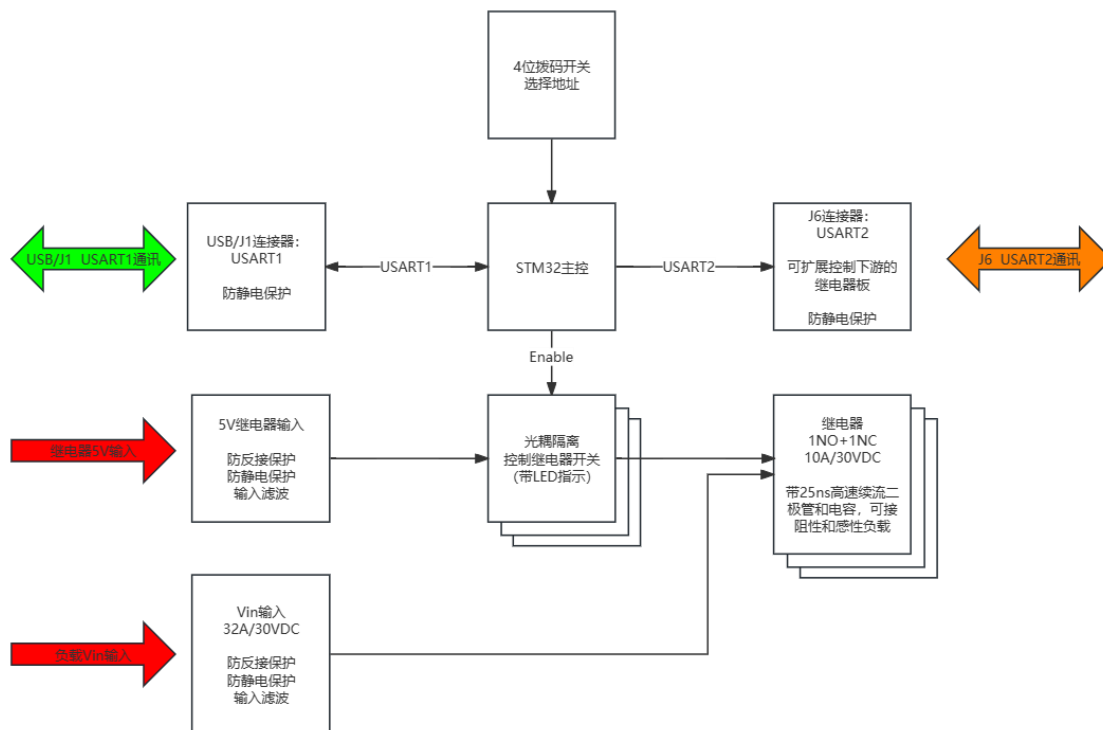 4位拨码开关
选择地址
USB/J1  USART1通讯
USB/J1连接器：
USART1
防静电保护
USART1
STM32主控
USART2
J6连接器：
USART2
可扩展控制下游的
继电器板
防静电保护
J6  USART2通讯
Enable
继电器5V输入
5V继电器输入
防反接保护
防静电保护
输入滤波
光耦隔离
控制继电器开关
（带LED指示）
继电器
1NO+1NC
10A/30VDC
带25ns高速续流二
极管和电容，可接
阻性和感性负载
负载Vin输入
Vin输入
32A/30VDC
防反接保护
防静电保护
输入滤波